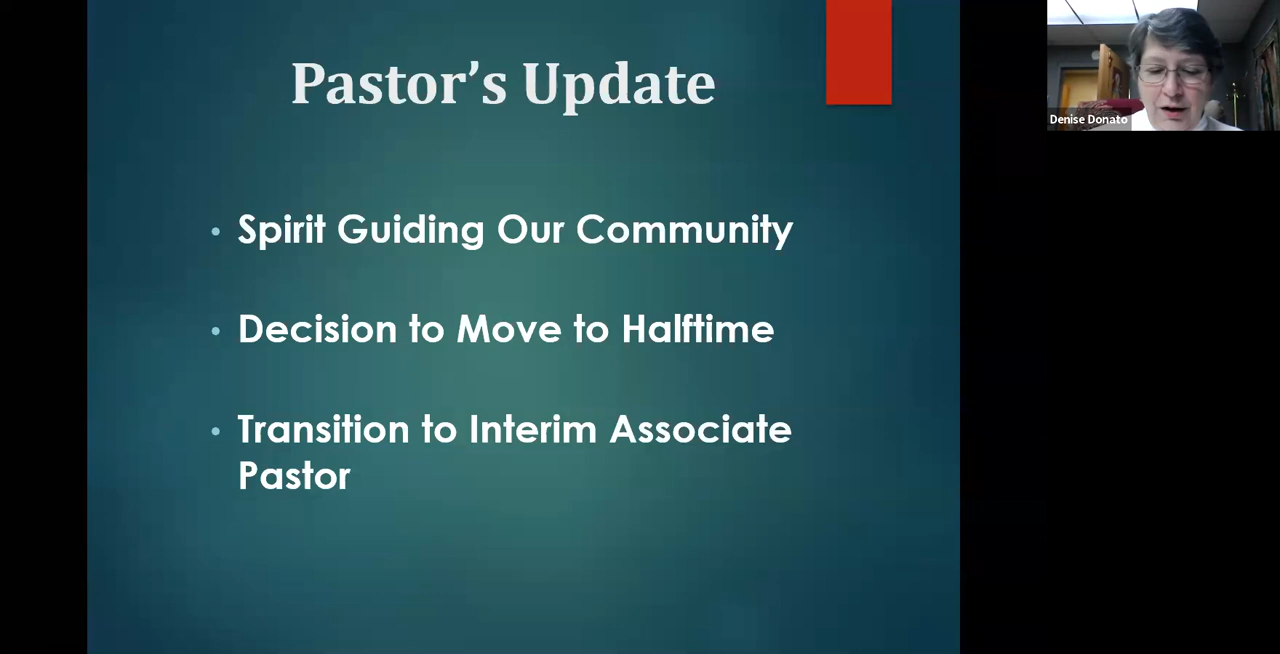 Pastor’s Update
Denise Donato
• Spirit Guiding Our Community
• Decision to Move to Halftime
• Transition to Interim Associate
Pastor